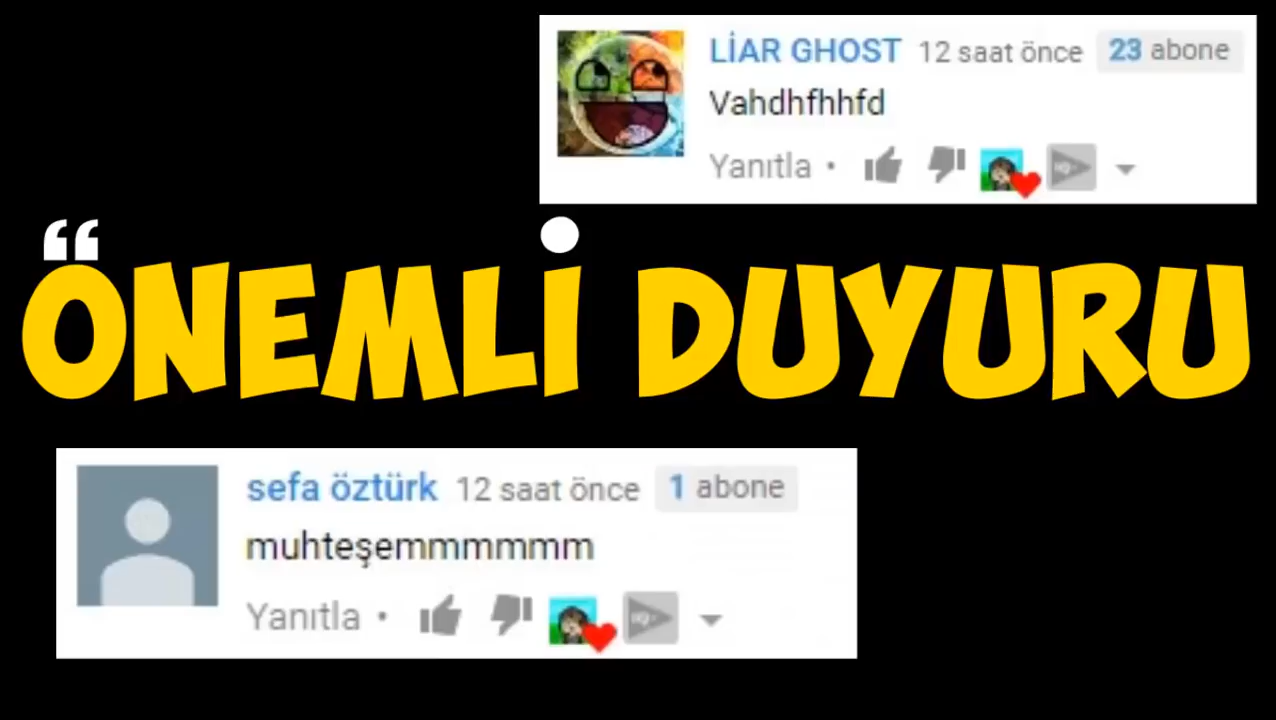 LİAR GHOST 12 saat önce 23 abone
Vahdhfhhfd
Yanıtla •
ÖNEMLİ DUYURU
sefa öztürk 12 saat önce 1 abone
muhteşemmmmmm
Yanıtla •